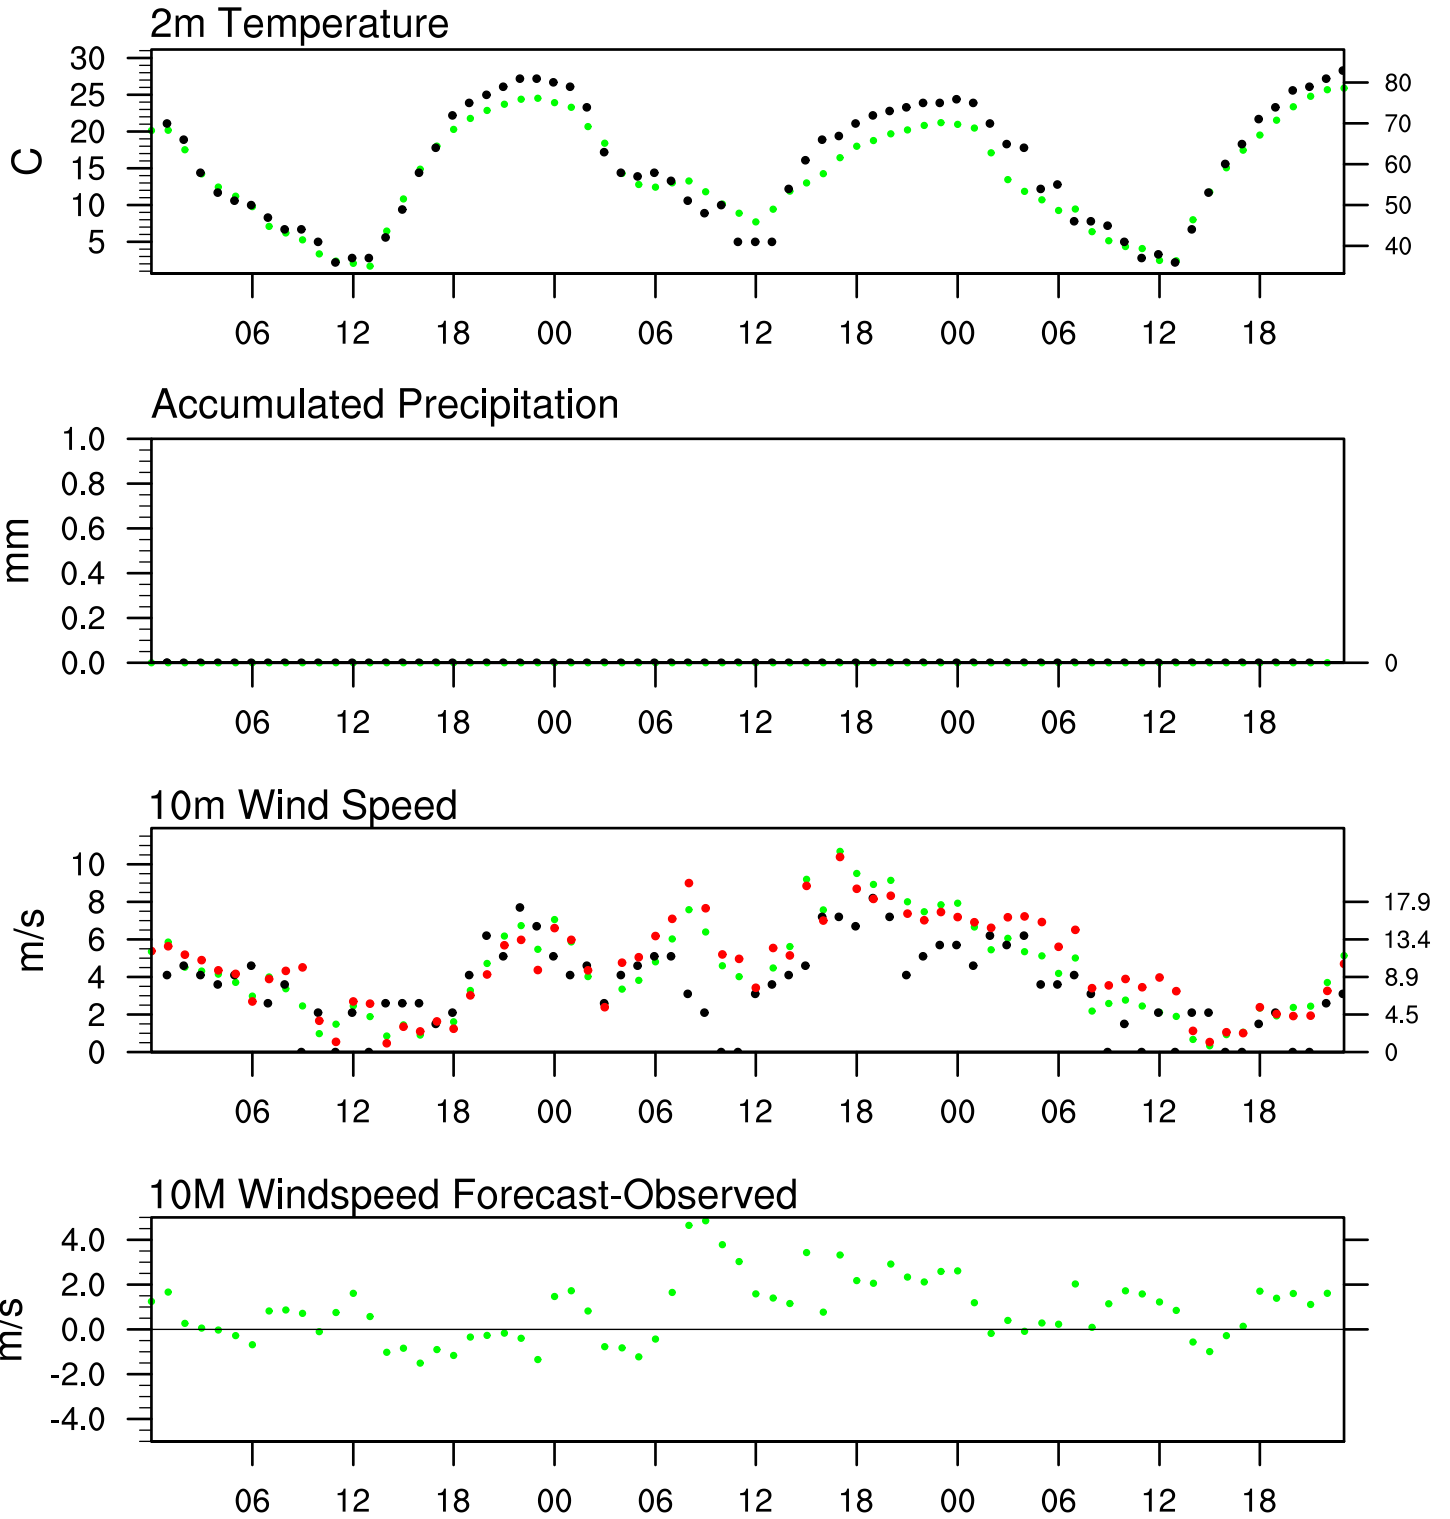 2m Temperature
30
25
20
15
10
5
C
80
70
60
50
40
06 12 18 00 06 12 18 00 06 12 18
Accumulated Precipitation
1.0
0.8
0.6
0.4
0.2
0.0
mm
0
06 12 18 00 06 12 18 00 06 12 18
10m Wind Speed
10
8
6
4
2
0
m/s
17.9
13.4
8.9
4.5
0
06 12 18 00 06 12 18 00 06 12 18
10M Windspeed Forecast-Observed
4.0
2.0
0.0
-2.0
-4.0
m/s
06 12 18 00 06 12 18 00 06 12 18